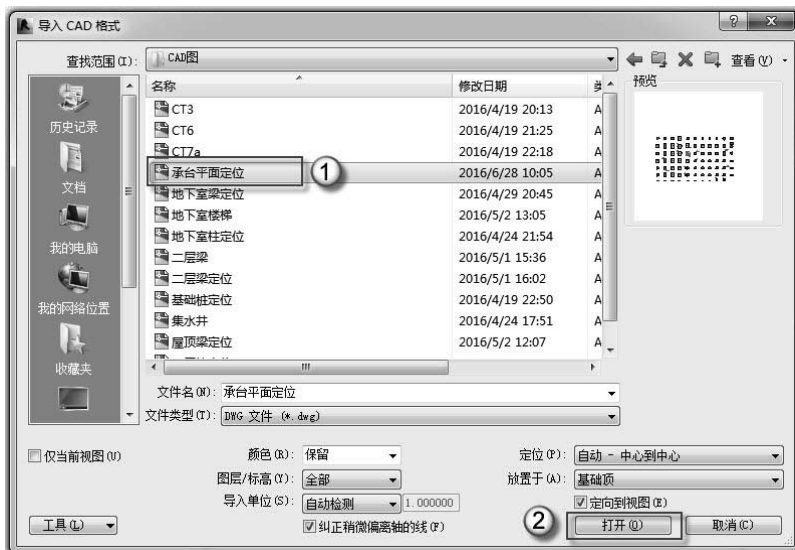 导入 CAD 格式
查找范围(I): CAD图 查看(V)
名称 修改日期 预览
CT3 2016/4/19 20:13 A
CT6 2016/4/19 21:25 A
CT7a 2016/4/19 22:18 A
承台平面定位 ① 2016/6/28 10:05 A
地下室梁定位 2016/4/29 20:45 A
地下室楼梯 2016/5/2 13:05 A
地下室柱定位 2016/4/24 21:54 A
二层梁 2016/5/1 15:36 A
二层梁定位 2016/5/1 16:02 A
基础桩定位 2016/4/19 22:50 A
集水井 2016/4/24 17:51 A
屋顶梁定位 2016/5/2 12:07 A
历史记录
文档
我的电脑
我的网络位置
收藏夹
文件名(N): 承台平面定位
文件类型(T): DWG 文件 (*.dwg)
仅当前视图(U) 颜色(R): 保留 定位(P): 自动 - 中心到中心
图层/标高(Y): 全部 放置于(A): 基础顶
导入单位(S): 自动检测 1.000000 定向到视图(E)
工具(L) 纠正稍微偏离轴的线(F) ② 打开(O) 取消(C)